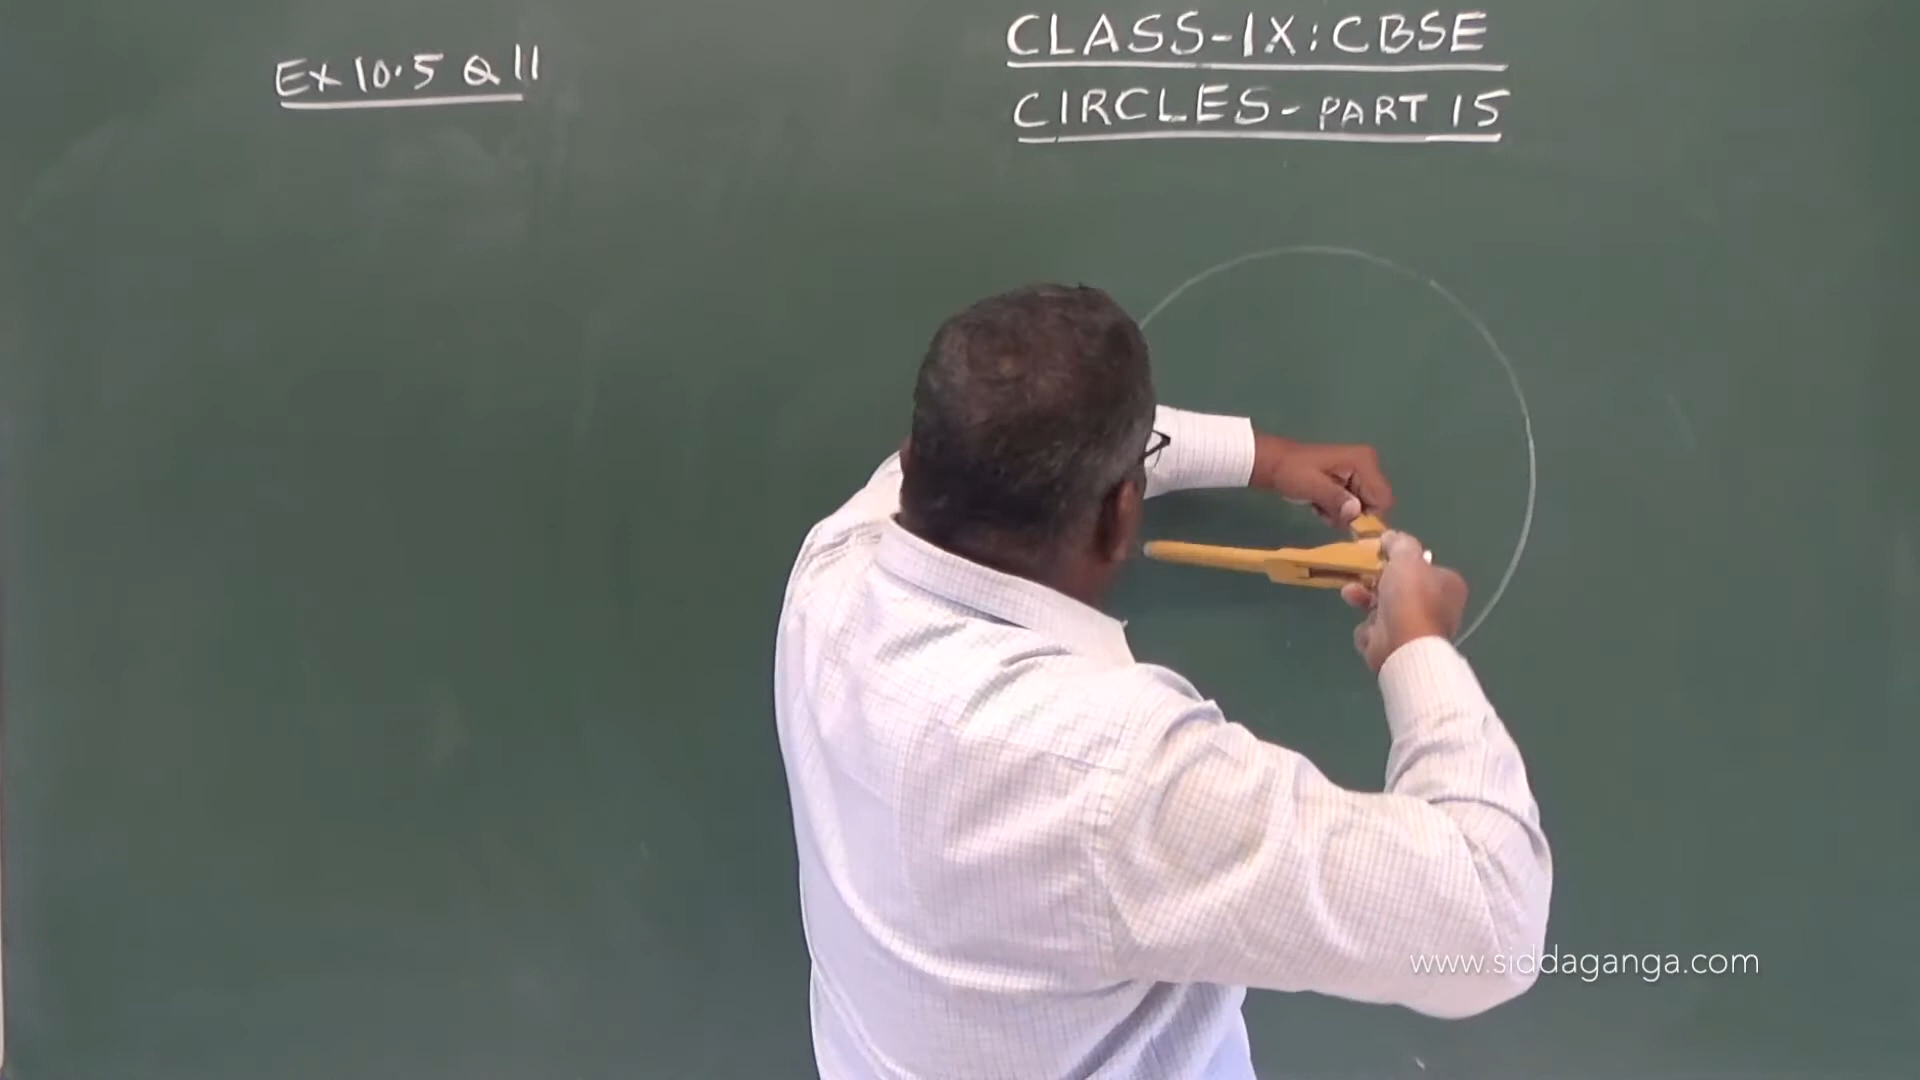 Ex 10.5 Q 11
CLASS-IX: CBSE
CIRCLES - PART 15
www.siddaganga.com